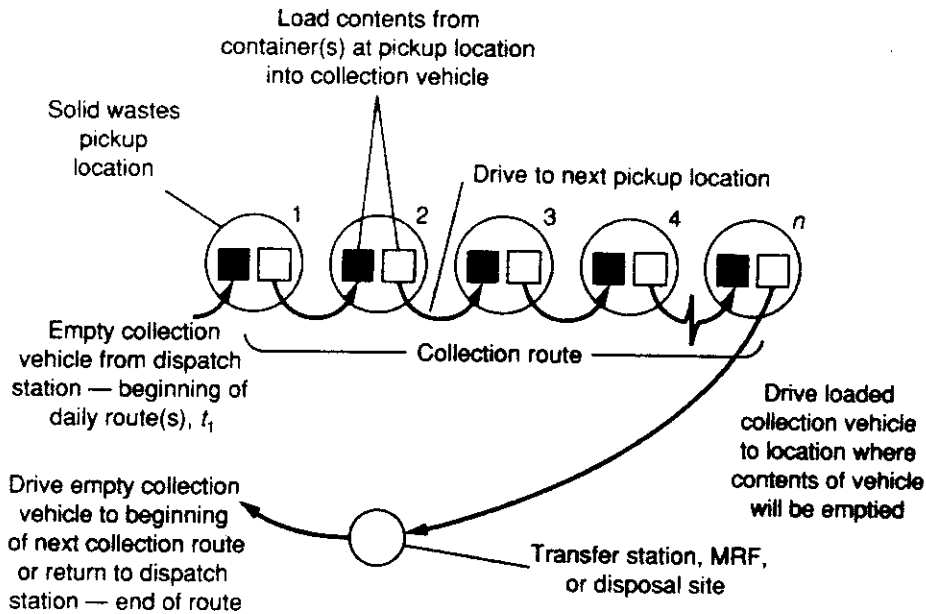 Load contents from
container(s) at pickup location
into collection vehicle
Solid wastes
pickup
location
Drive to next pickup location
1
2
3
4
n
Empty collection
vehicle from dispatch
station — beginning of
daily route(s), t₁
Collection route
Drive loaded
collection vehicle
to location where
contents of vehicle
will be emptied
Drive empty collection
vehicle to beginning
of next collection route
or return to dispatch
station — end of route
Transfer station, MRF,
or disposal site